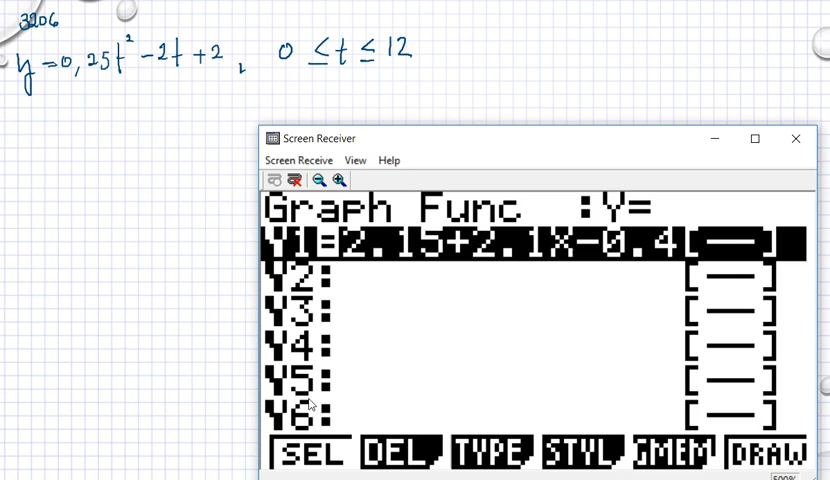 3206
y = 0,25t² - 2t + 2, 0 ≤ t ≤ 12
Screen Receiver
Screen Receive View Help
Graph Func :Y=
Y1=2.15+2.1x-0.4[—]
Y2: [—]
Y3: [—]
Y4: [—]
Y5: [—]
Y6: [—]
SEL DEL TYPE STYL GMEM DRAW
500%